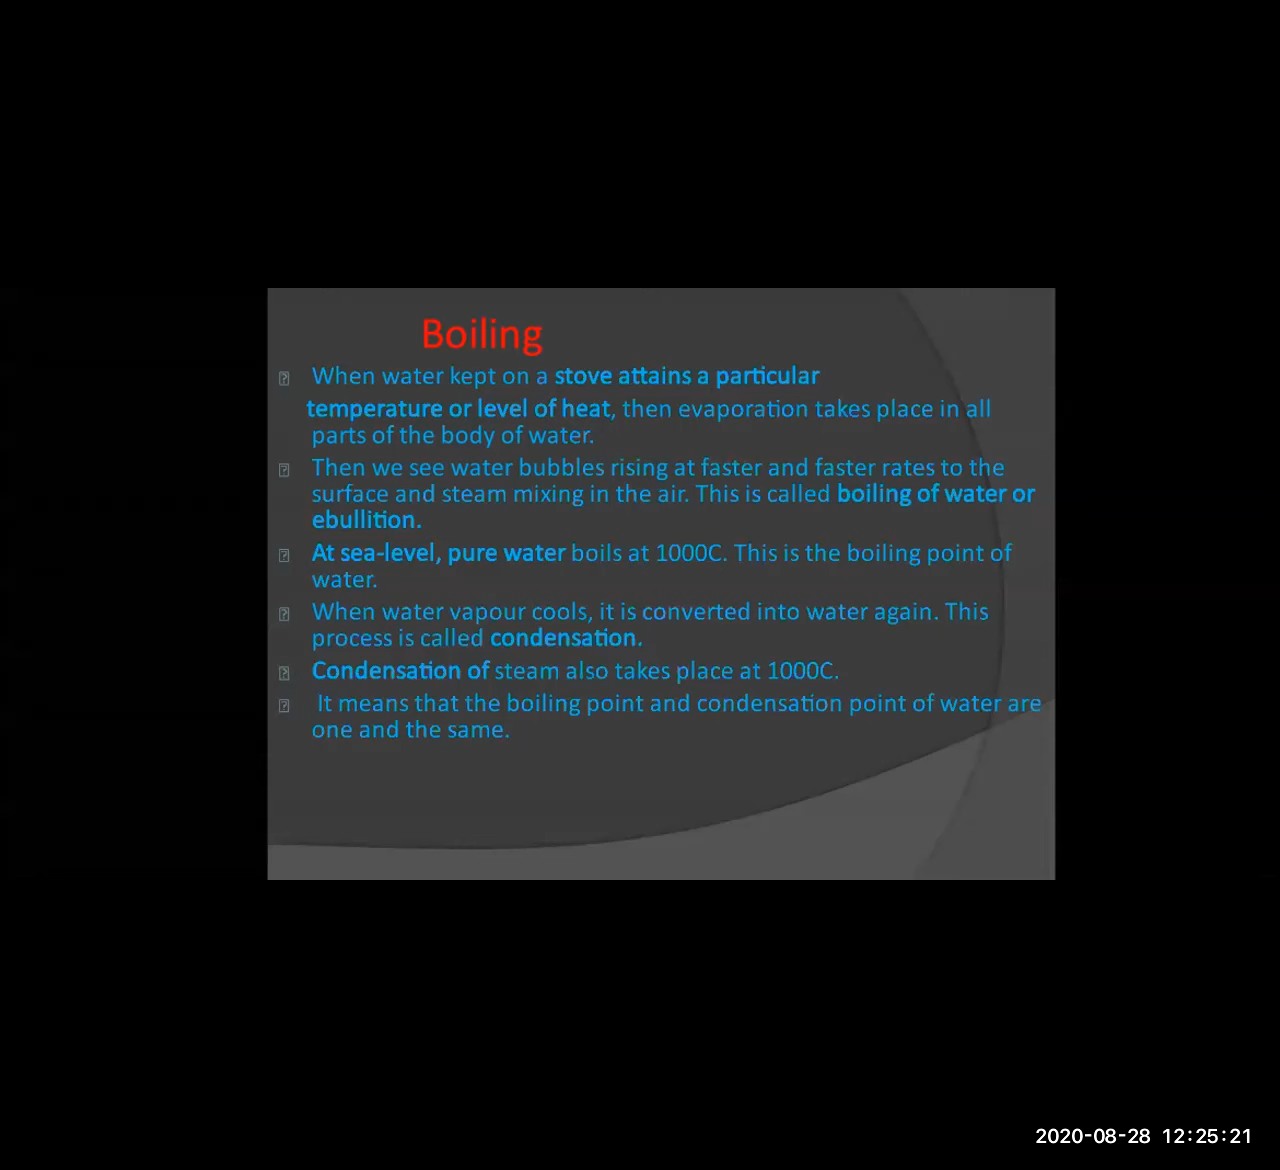 Boiling
When water kept on a stove attains a particular
temperature or level of heat, then evaporation takes place in all
parts of the body of water.
Then we see water bubbles rising at faster and faster rates to the
surface and steam mixing in the air. This is called boiling of water or
ebullition.
At sea-level, pure water boils at 1000C. This is the boiling point of
water.
When water vapour cools, it is converted into water again. This
process is called condensation.
Condensation of steam also takes place at 1000C.
It means that the boiling point and condensation point of water are
one and the same.
2020-08-28 12:25:21